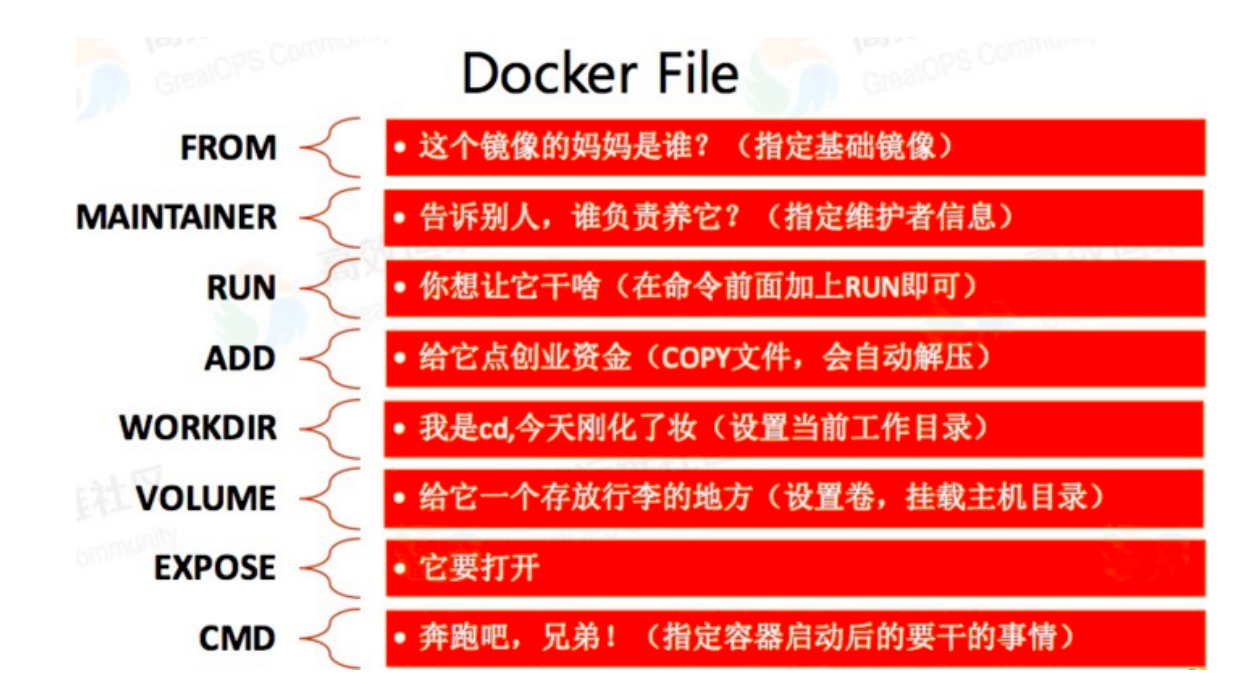 Docker File
FROM
• 这个镜像的妈妈是谁？（指定基础镜像）
MAINTAINER
• 告诉别人，谁负责养它？（指定维护者信息）
RUN
• 你想让它干啥（在命令前面加上RUN即可）
ADD
• 给它点创业资金（COPY文件，会自动解压）
WORKDIR
• 我是cd,今天刚化了妆（设置当前工作目录）
VOLUME
• 给它一个存放行李的地方（设置卷，挂载主机目录）
EXPOSE
• 它要打开
CMD
• 奔跑吧，兄弟！（指定容器启动后的要干的事情）
GreatOPS Community
GreatOPS Community